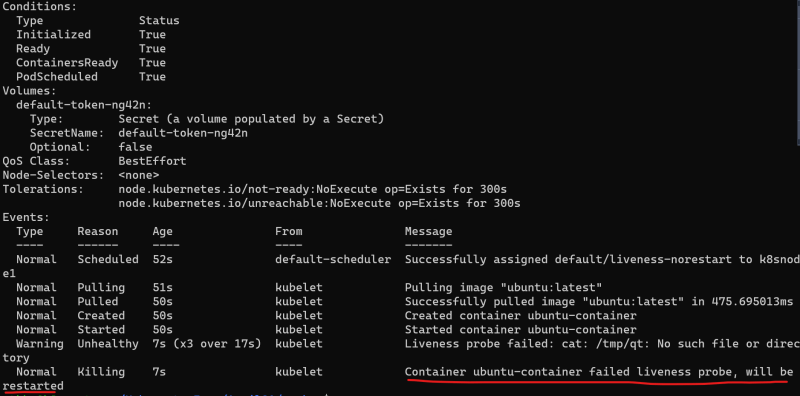 Conditions:
  Type              Status
  Initialized       True
  Ready             True
  ContainersReady   True
  PodScheduled      True
Volumes:
  default-token-ng42n:
    Type:        Secret (a volume populated by a Secret)
    SecretName:  default-token-ng42n
    Optional:    false
QoS Class:       BestEffort
Node-Selectors:  <none>
Tolerations:     node.kubernetes.io/not-ready:NoExecute op=Exists for 300s
                 node.kubernetes.io/unreachable:NoExecute op=Exists for 300s
Events:
  Type     Reason     Age               From               Message
  ----     ------     ----              ----               -------
  Normal   Scheduled  52s               default-scheduler  Successfully assigned default/liveness-norestart to k8snod
e1
  Normal   Pulling    51s               kubelet            Pulling image "ubuntu:latest"
  Normal   Pulled     50s               kubelet            Successfully pulled image "ubuntu:latest" in 475.695013ms
  Normal   Created    50s               kubelet            Created container ubuntu-container
  Normal   Started    50s               kubelet            Started container ubuntu-container
  Warning  Unhealthy  7s (x3 over 17s)  kubelet            Liveness probe failed: cat: /tmp/qt: No such file or direc
tory
  Normal   Killing    7s                kubelet            Container ubuntu-container failed liveness probe, will be
restarted